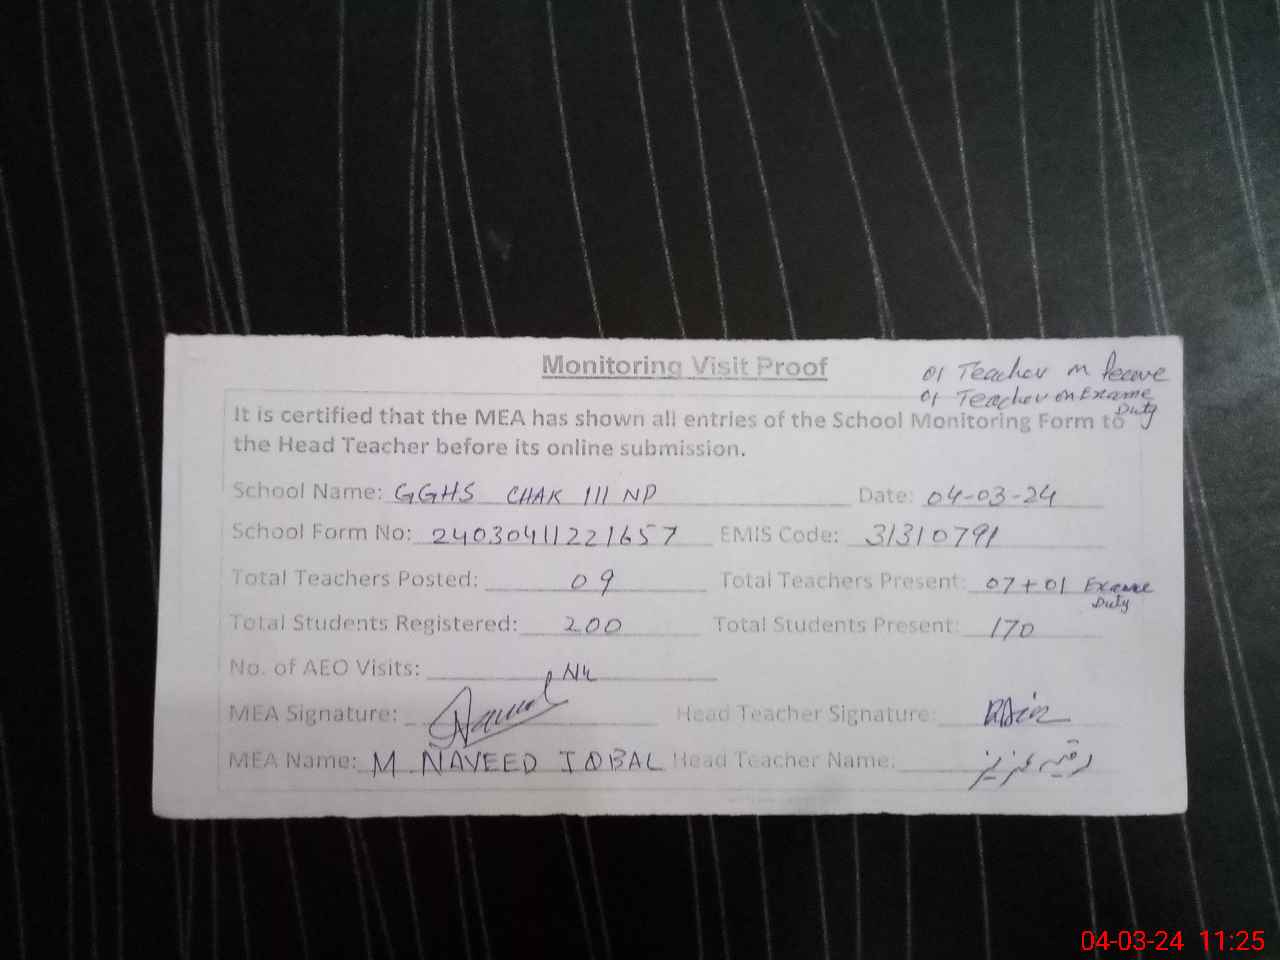 Monitoring Visit Proof
01 Teacher on leave
01 Teacher on Exame Duty
It is certified that the MEA has shown all entries of the School Monitoring Form to
the Head Teacher before its online submission.
School Name: GGHS CHAK 111 NP Date: 04-03-24
School Form No: 24030411221657 EMIS Code: 31310791
Total Teachers Posted: 09 Total Teachers Present: 07+01 Exame Duty
Total Students Registered: 200 Total Students Present: 170
No. of AEO Visits: NIL
MEA Signature: Head Teacher Signature:
MEA Name: M NAVEED IQBAL Head Teacher Name: رقیہ عزیز
04-03-24 11:25